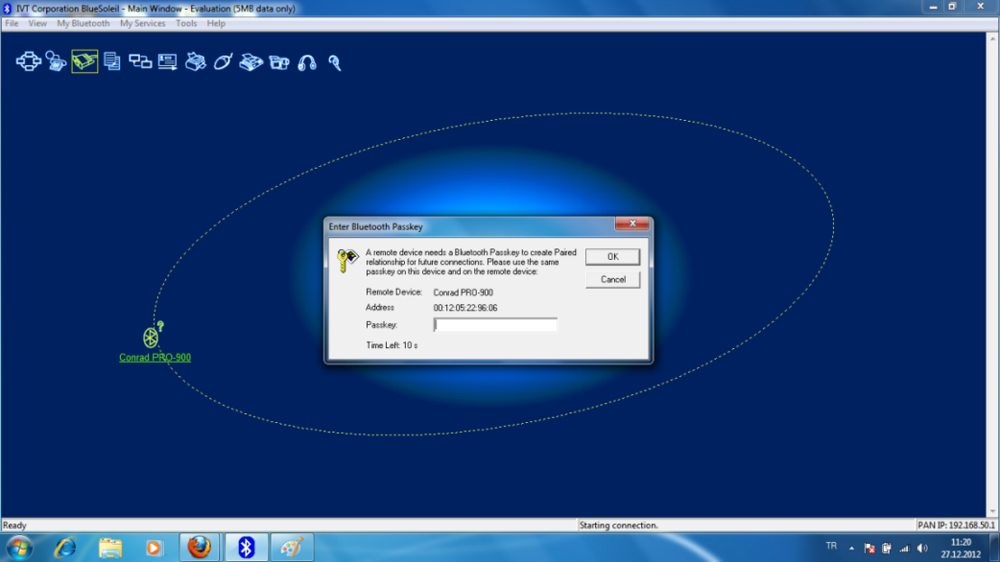 IVT Corporation BlueSoleil - Main Window - Evaluation (5MB data only)
File View My Bluetooth My Services Tools Help
Enter Bluetooth Passkey
A remote device needs a Bluetooth Passkey to create Paired
relationship for future connections. Please use the same
passkey on this device and on the remote device:
OK
Cancel
Remote Device: Conrad PRO-900
Address 00:12:05:22:96:06
Passkey:
Time Left: 10 s
?
Conrad PRO-900
Ready Starting connection. PAN IP: 192.168.50.1
TR 11:20
27.12.2012